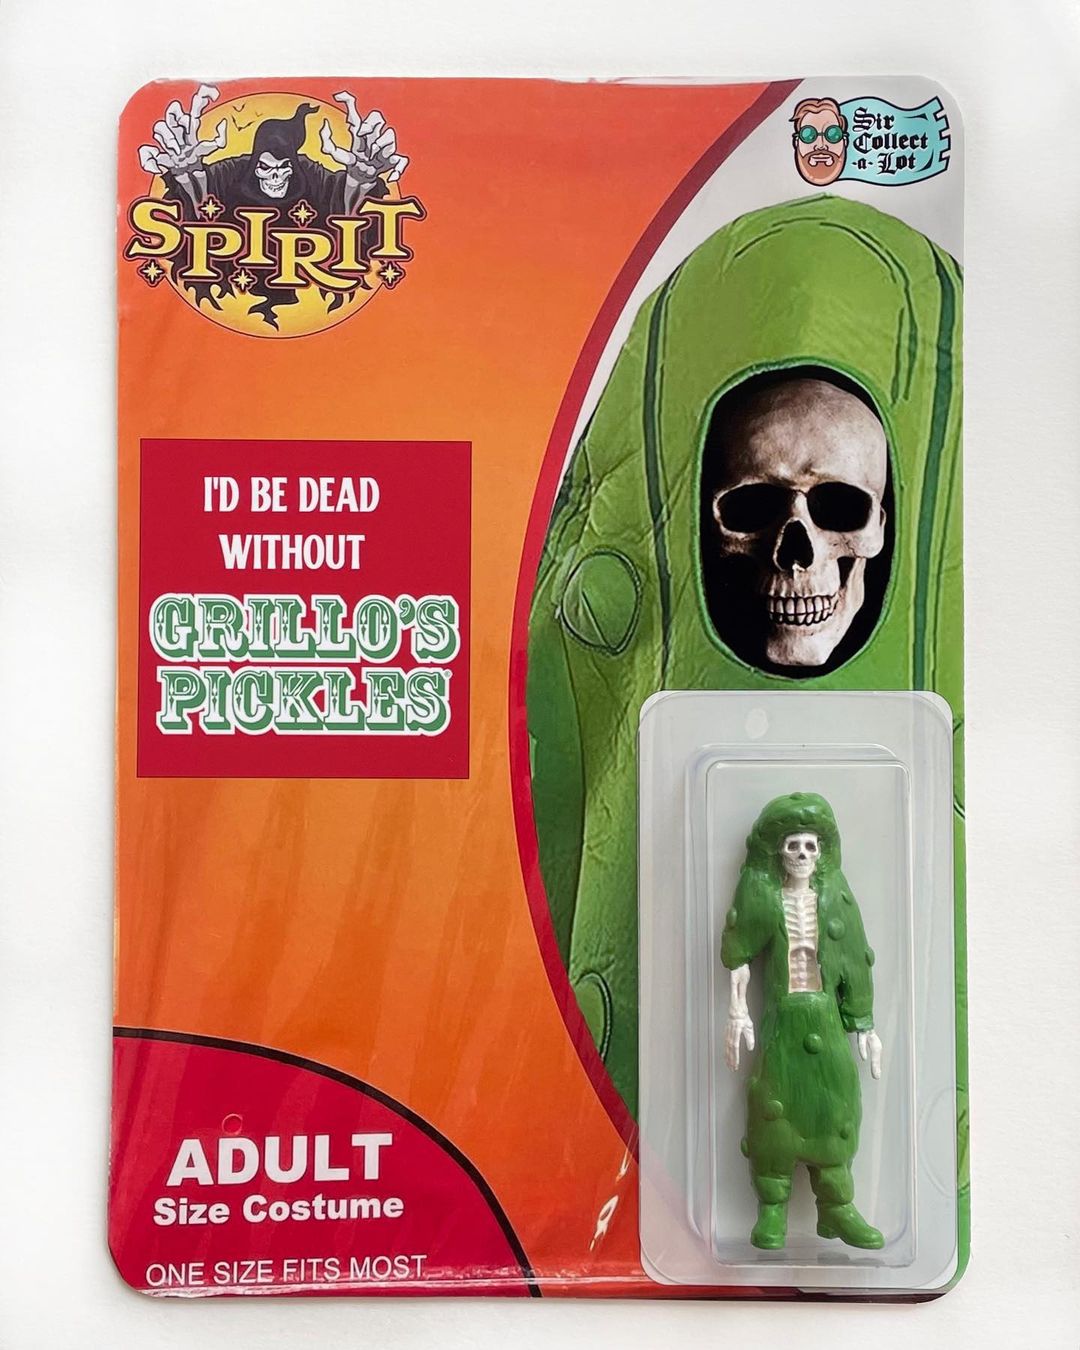 SPIRIT
Sir
Collect
-a- Lot
I'D BE DEAD
WITHOUT
GRILLO'S
PICKLES
ADULT
Size Costume
ONE SIZE FITS MOST